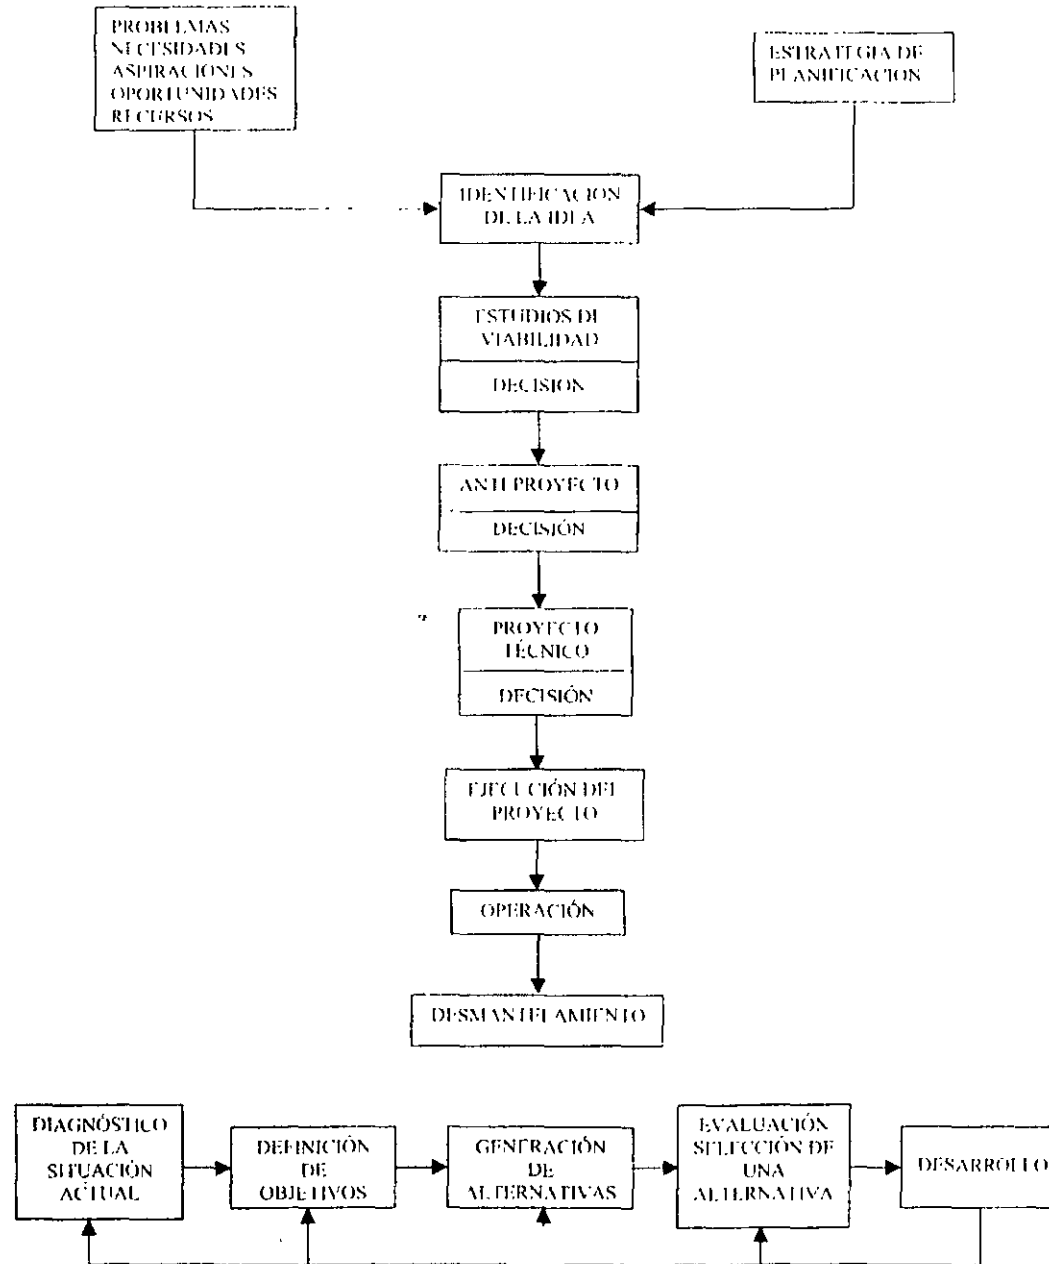 PROBLEMAS
NECESIDADES
ASPIRACIONES
OPORTUNIDADES
RECURSOS
ESTRATEGIA DE
PLANIFICACION
IDENTIFICACION
DE LA IDEA
ESTUDIOS DE
VIABILIDAD
DECISION
ANTEPROYECTO
DECISIÓN
PROYECTO
TÉCNICO
DECISIÓN
EJECUCIÓN DEL
PROYECTO
OPERACIÓN
DESMANTELAMIENTO
DIAGNÓSTICO
DE LA
SITUACIÓN
ACTUAL
DEFINICIÓN
DE
OBJETIVOS
GENERACIÓN
DE
ALTERNATIVAS
EVALUACIÓN
SELECCIÓN DE
UNA
ALTERNATIVA
DESARROLLO